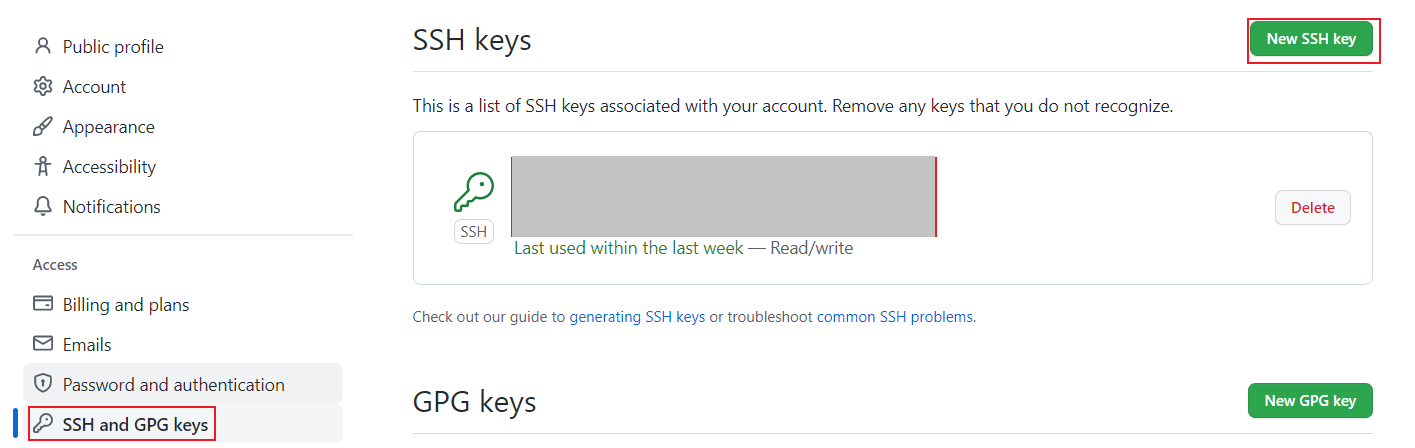 Public profile
Account
Appearance
Accessibility
Notifications
Access
Billing and plans
Emails
Password and authentication
SSH and GPG keys
SSH keys
New SSH key
This is a list of SSH keys associated with your account. Remove any keys that you do not recognize.
SSH
Last used within the last week — Read/write
Delete
Check out our guide to generating SSH keys or troubleshoot common SSH problems.
GPG keys
New GPG key